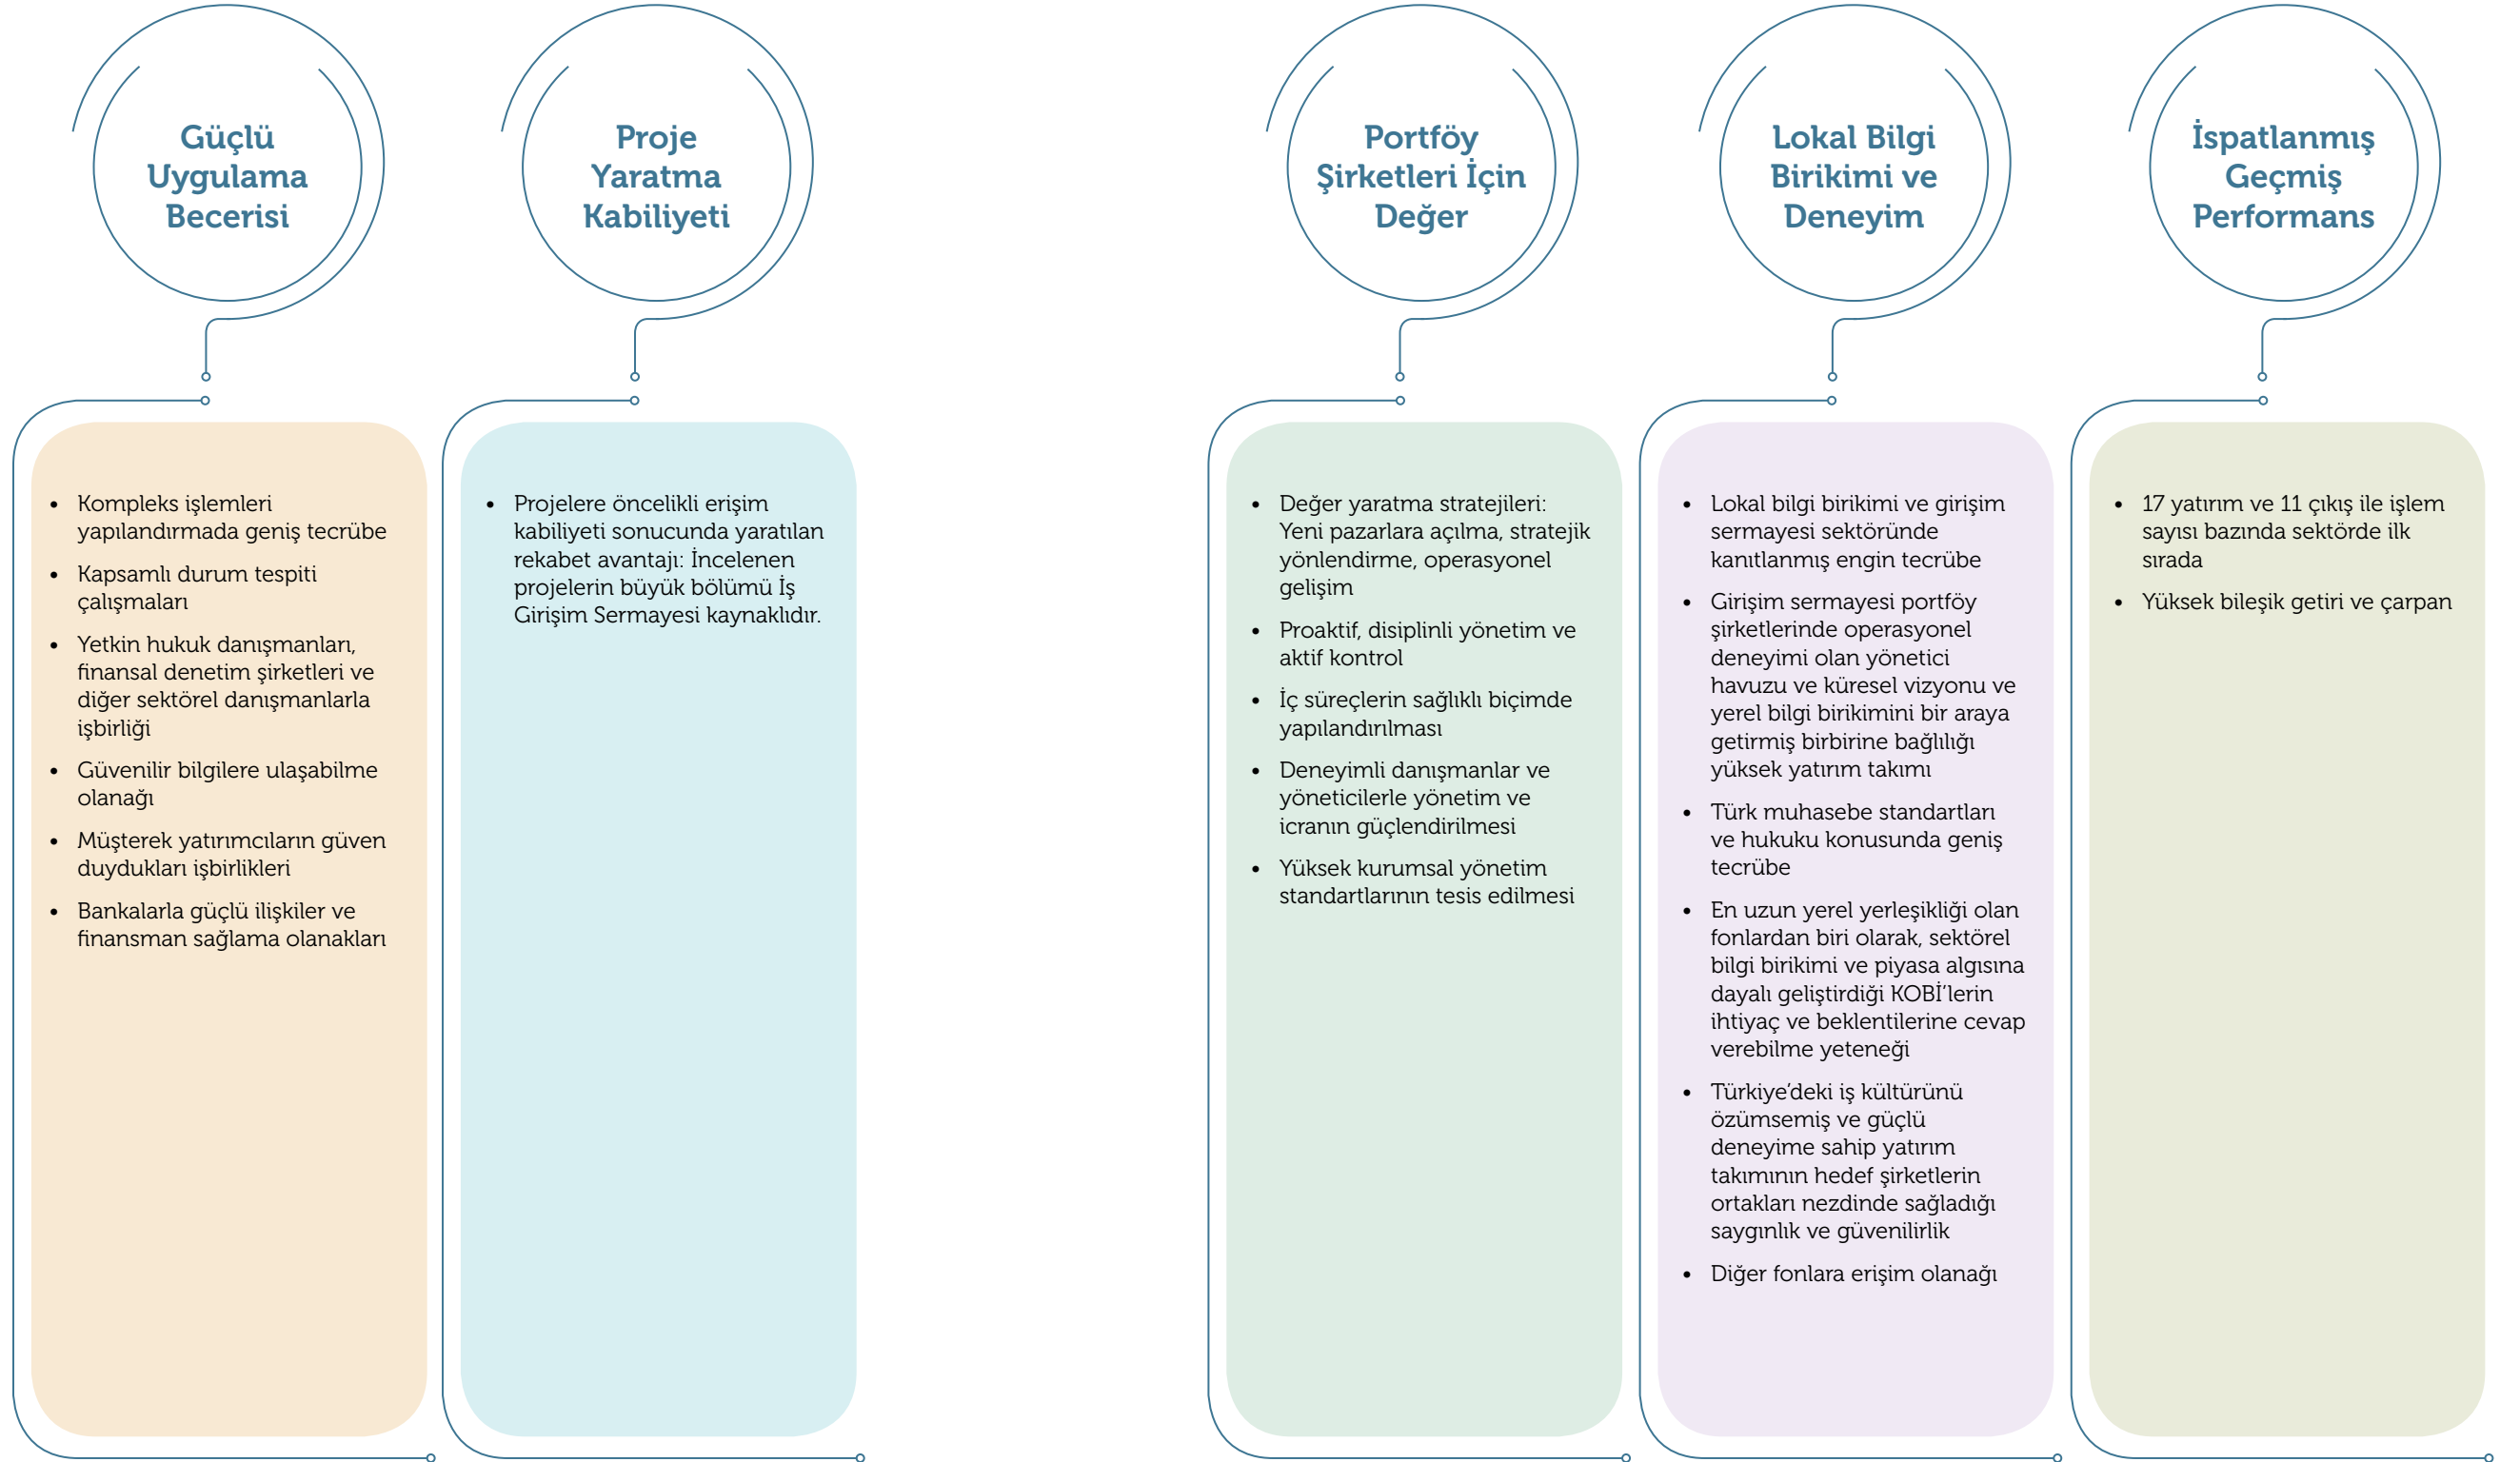 Güçlü
Uygulama
Becerisi
• Kompleks işlemleri
yapılandırmada geniş tecrübe
• Kapsamlı durum tespiti
çalışmaları
• Yetkin hukuk danışmanları,
finansal denetim şirketleri ve
diğer sektörel danışmanlarla
işbirliği
• Güvenilir bilgilere ulaşabilme
olanağı
• Müşterek yatırımcıların güven
duydukları işbirlikleri
• Bankalarla güçlü ilişkiler ve
finansman sağlama olanakları
Proje
Yaratma
Kabiliyeti
• Projelere öncelikli erişim
kabiliyeti sonucunda yaratılan
rekabet avantajı: İncelenen
projelerin büyük bölümü İş
Girişim Sermayesi kaynaklıdır.
Portföy
Şirketleri İçin
Değer
• Değer yaratma stratejileri:
Yeni pazarlara açılma, stratejik
yönlendirme, operasyonel
gelişim
• Proaktif, disiplinli yönetim ve
aktif kontrol
• İç süreçlerin sağlıklı biçimde
yapılandırılması
• Deneyimli danışmanlar ve
yöneticilerle yönetim ve
icranın güçlendirilmesi
• Yüksek kurumsal yönetim
standartlarının tesis edilmesi
Lokal Bilgi
Birikimi ve
Deneyim
• Lokal bilgi birikimi ve girişim
sermayesi sektöründe
kanıtlanmış engin tecrübe
• Girişim sermayesi portföy
şirketlerinde operasyonel
deneyimi olan yönetici
havuzu ve küresel vizyonu ve
yerel bilgi birikimini bir araya
getirmiş birbirine bağlılığı
yüksek yatırım takımı
• Türk muhasebe standartları
ve hukuku konusunda geniş
tecrübe
• En uzun yerel yerleşikliği olan
fonlardan biri olarak, sektörel
bilgi birikimi ve piyasa algısına
dayalı geliştirdiği KOBİ’lerin
ihtiyaç ve beklentilerine cevap
verebilme yeteneği
• Türkiye’deki iş kültürünü
özümsemiş ve güçlü
deneyime sahip yatırım
takımının hedef şirketlerin
ortakları nezdinde sağladığı
saygınlık ve güvenilirlik
• Diğer fonlara erişim olanağı
İspatlanmış
Geçmiş
Performans
• 17 yatırım ve 11 çıkış ile işlem
sayısı bazında sektörde ilk
sırada
• Yüksek bileşik getiri ve çarpan